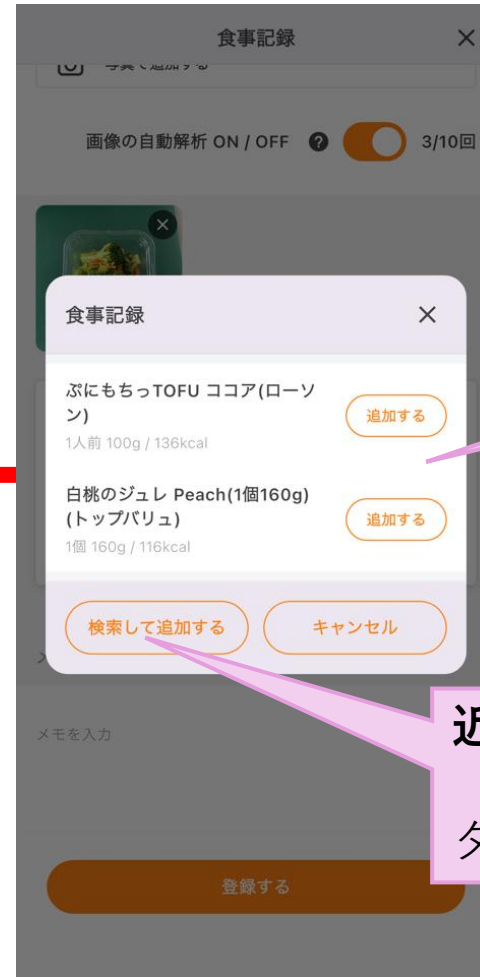 食事記録
写真で追加する
画像の自動解析 ON / OFF
3/10回
食事記録
ぷにもちっTOFU ココア(ローソ
ン)
1人前 100g / 136kcal
追加する
白桃のジュレ Peach(1個160g)
(トップバリュ)
1個 160g / 116kcal
追加する
検索して追加する
キャンセル
メ
近
メモを入力
タ
登録する